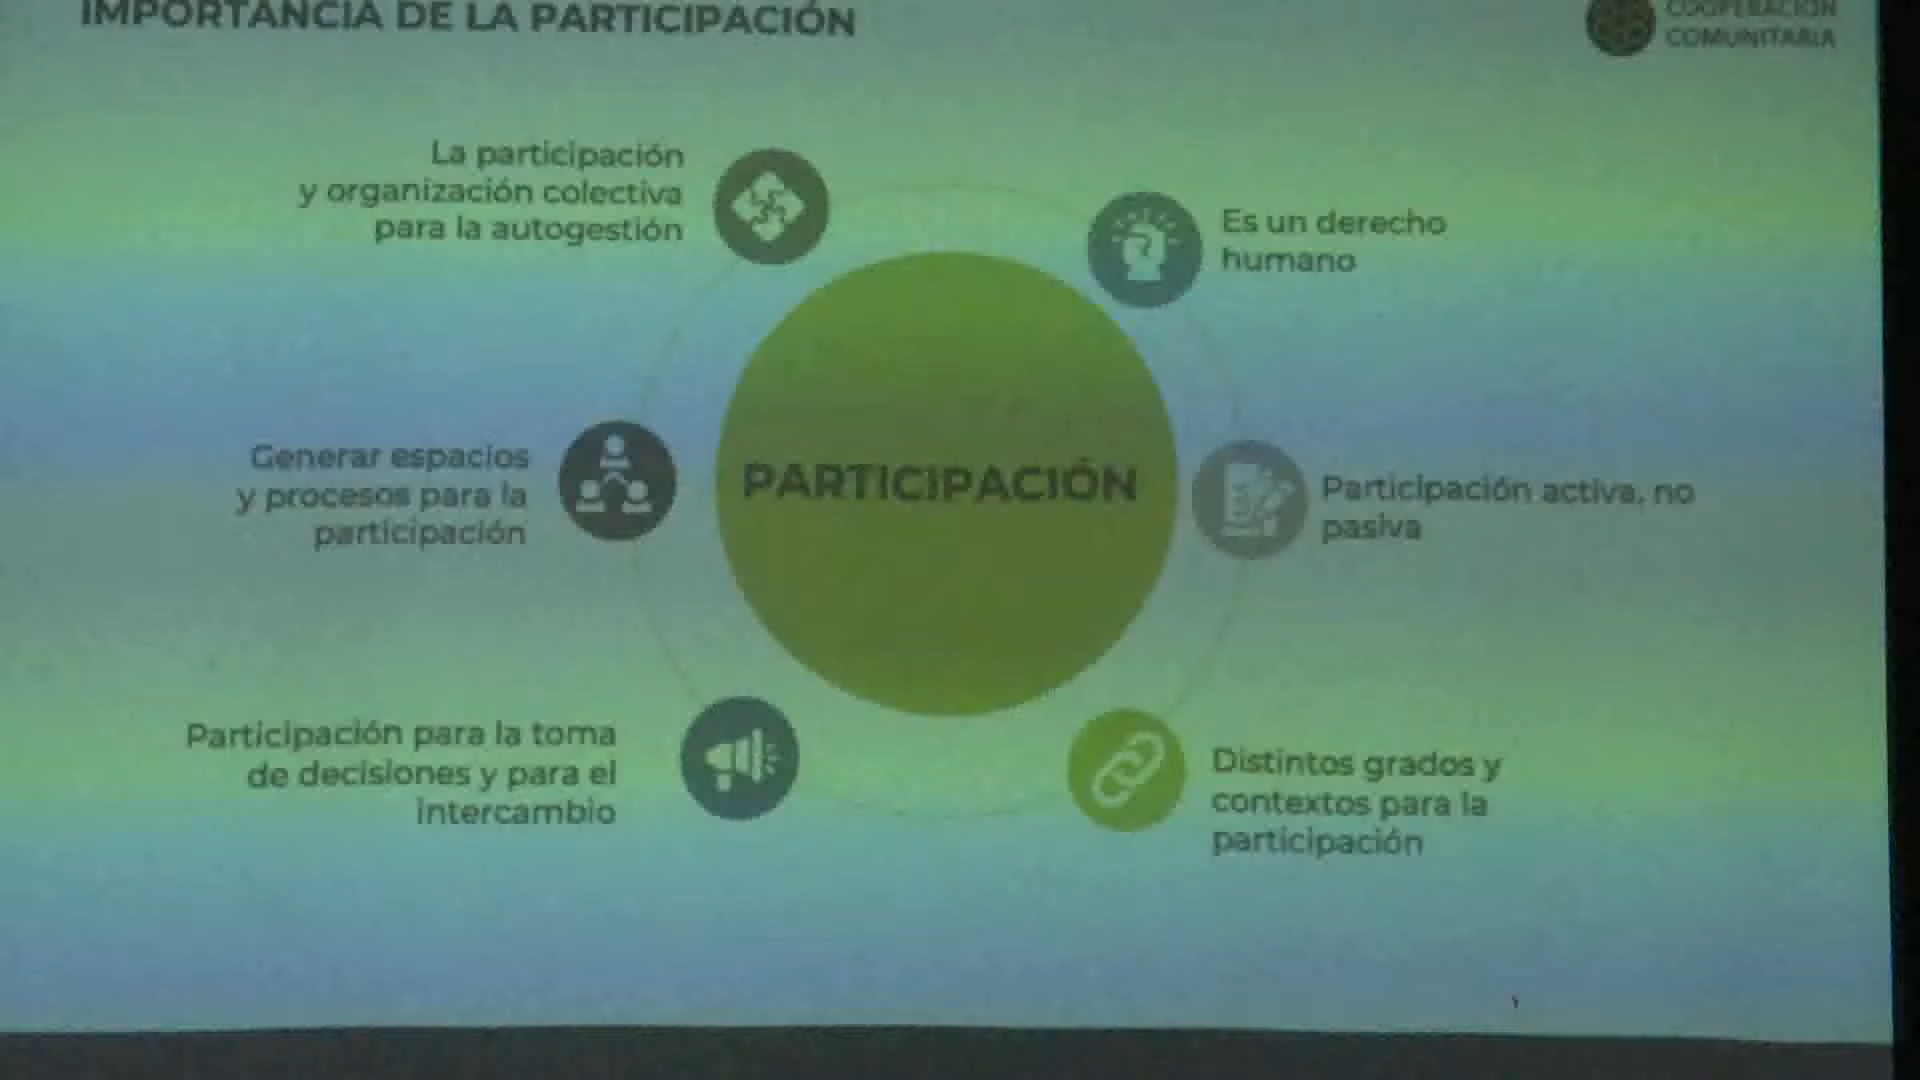 IMPORTANCIA DE LA PARTICIPACIÓN
COOPERACIÓN
COMUNITARIA
La participación
y organización colectiva
para la autogestión
Es un derecho
humano
Generar espacios
y procesos para la
participación
PARTICIPACIÓN
Participación activa, no
pasiva
Participación para la toma
de decisiones y para el
intercambio
Distintos grados y
contextos para la
participación